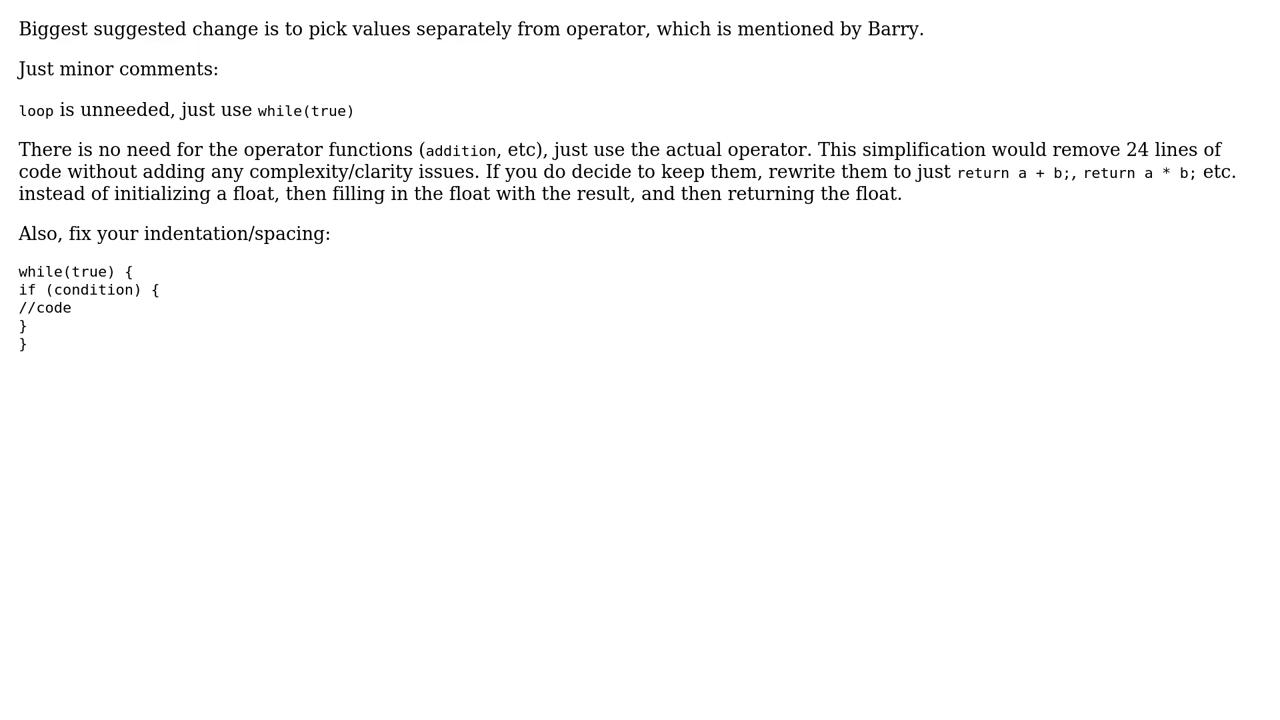 Biggest suggested change is to pick values separately from operator, which is mentioned by Barry.
Just minor comments:
loop is unneeded, just use while(true)
There is no need for the operator functions (addition, etc), just use the actual operator. This simplification would remove 24 lines of
code without adding any complexity/clarity issues. If you do decide to keep them, rewrite them to just return a + b;, return a * b; etc.
instead of initializing a float, then filling in the float with the result, and then returning the float.
Also, fix your indentation/spacing:
while(true) {
if (condition) {
//code
}
}